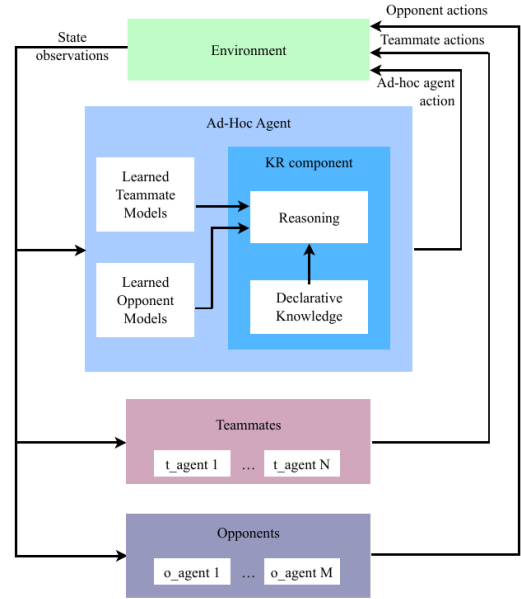 Opponent actions
State
observations
Environment
Teammate actions
Ad-hoc agent
action
Ad-Hoc Agent
KR component
Learned
Teammate
Models
Reasoning
Learned
Opponent
Models
Declarative
Knowledge
Teammates
t_agent 1 ... t_agent N
Opponents
o_agent 1 ... o_agent M